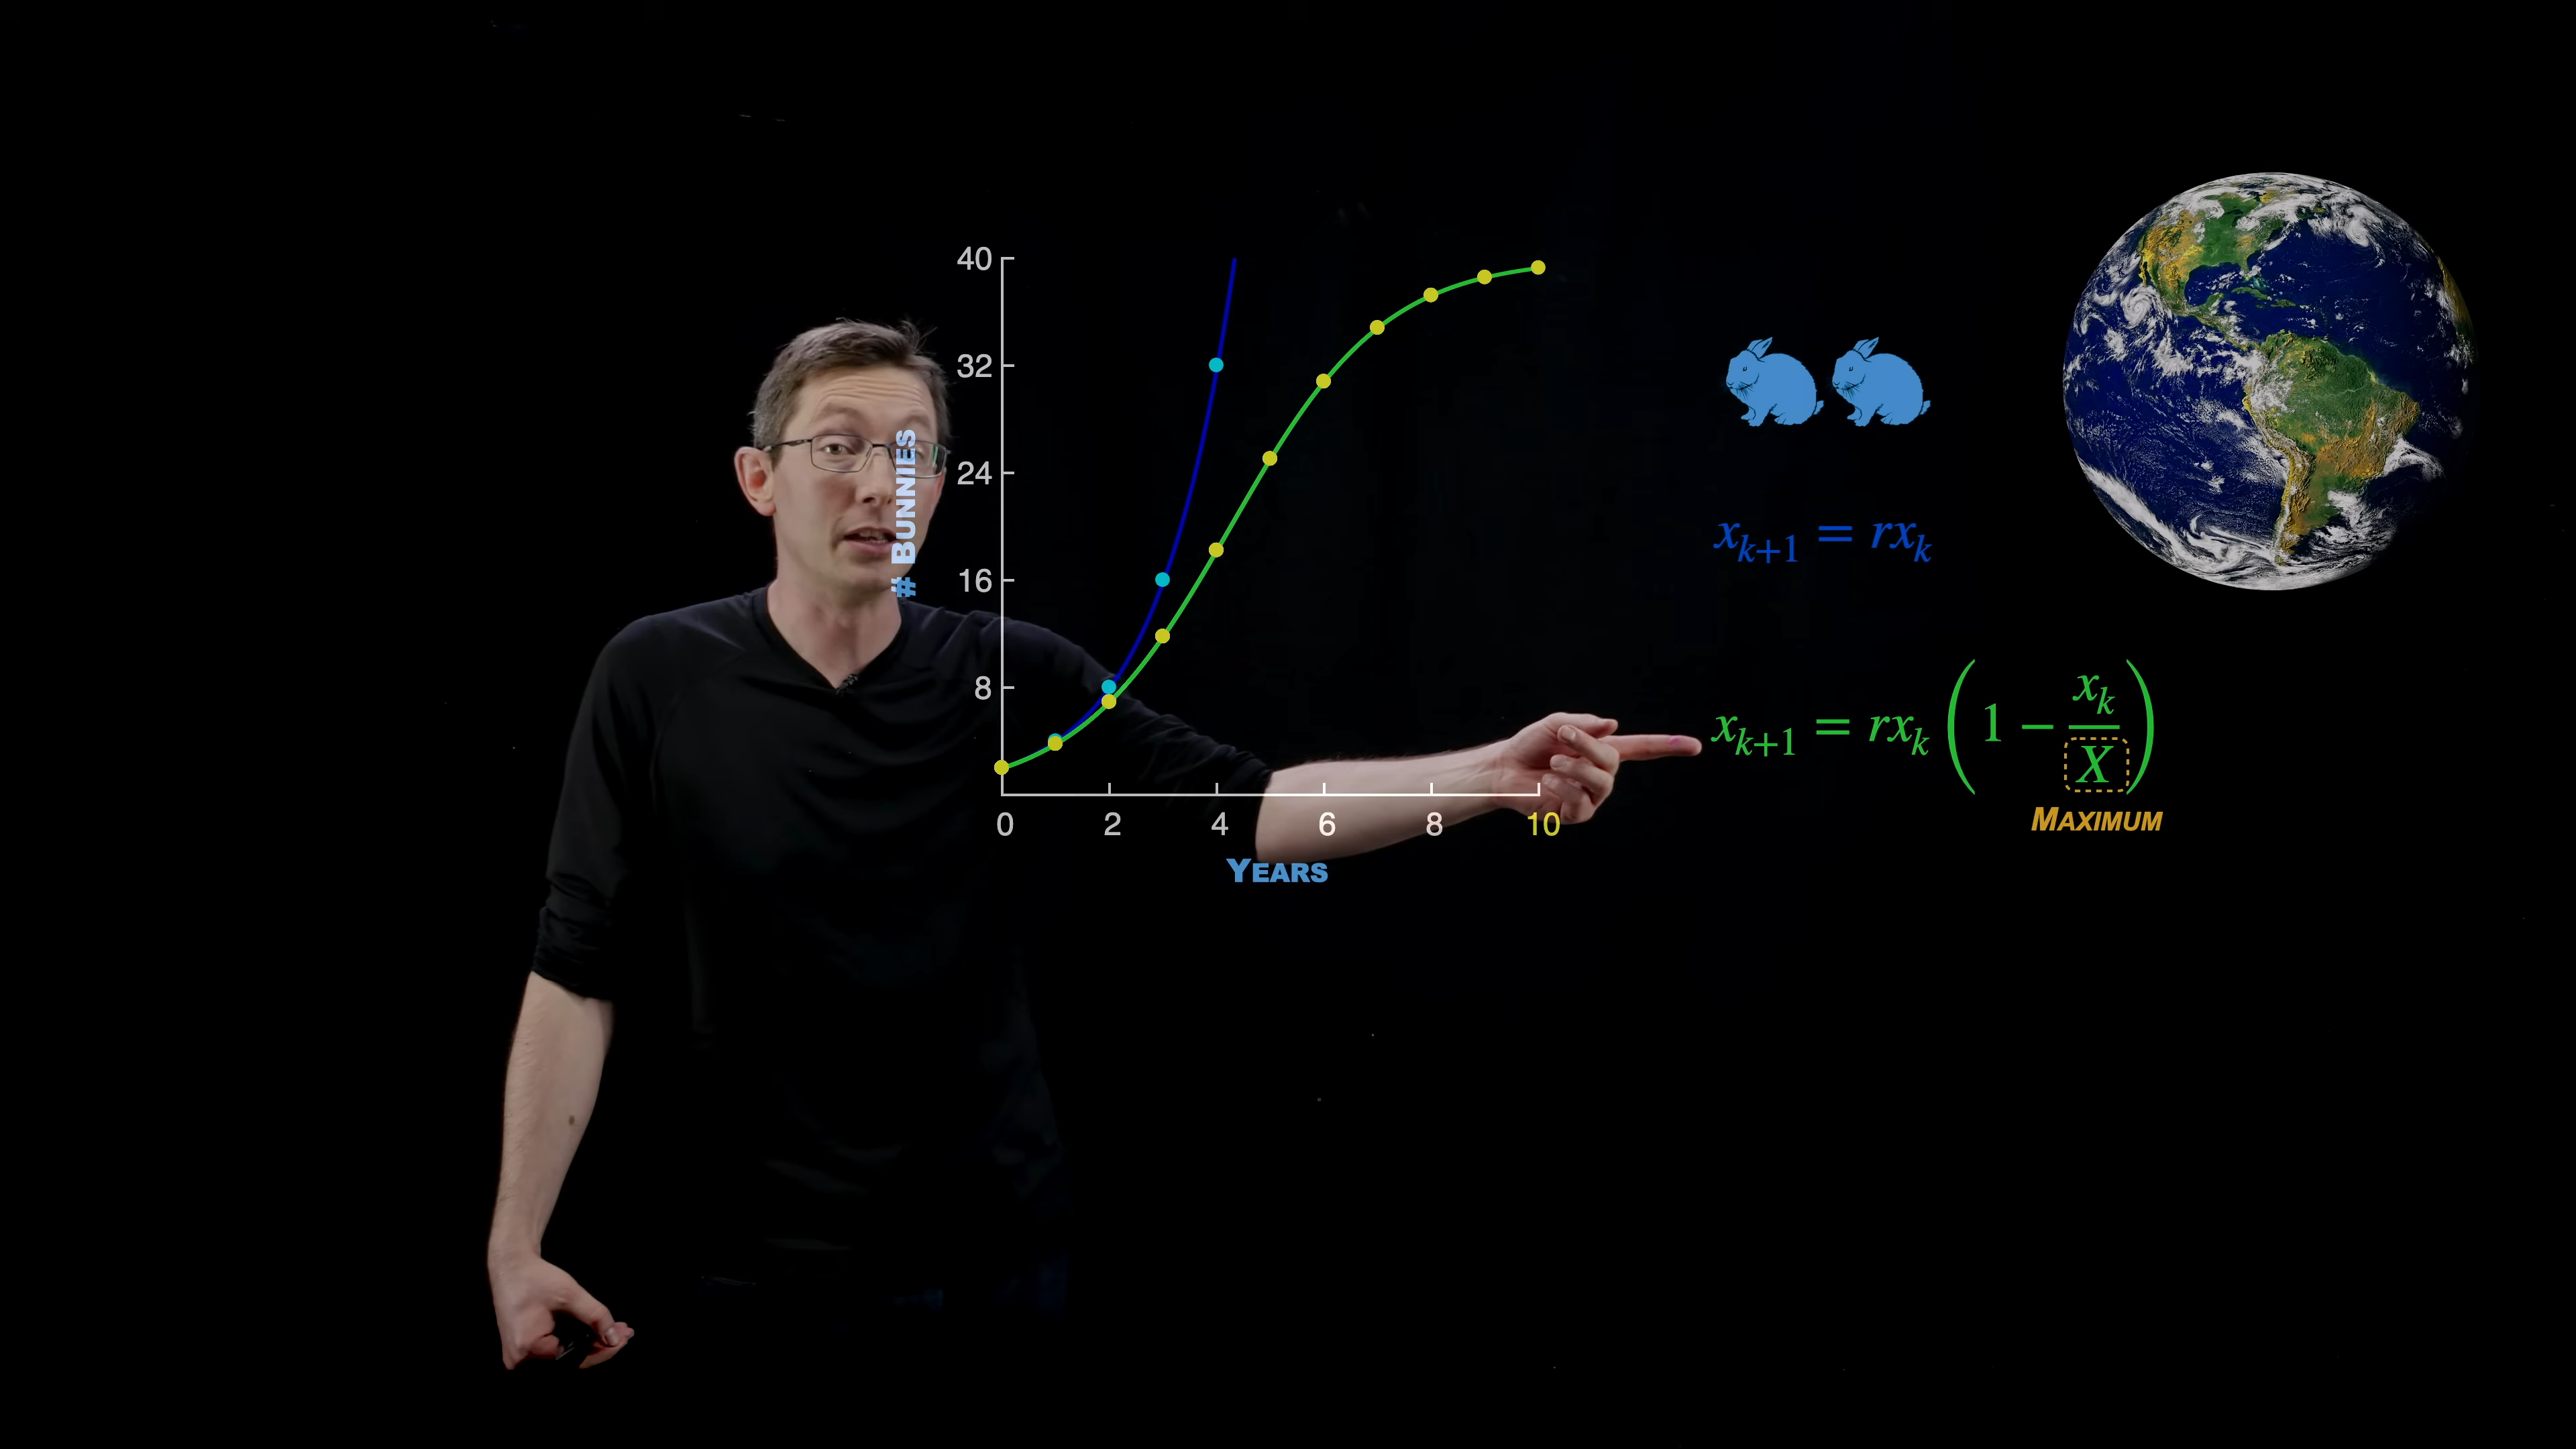 # BUNNIES
40
32
24
16
8
0 2 4 6 8 10
YEARS
x_{k+1} = rx_k
x_{k+1} = rx_k (1 − x_k/X)
MAXIMUM